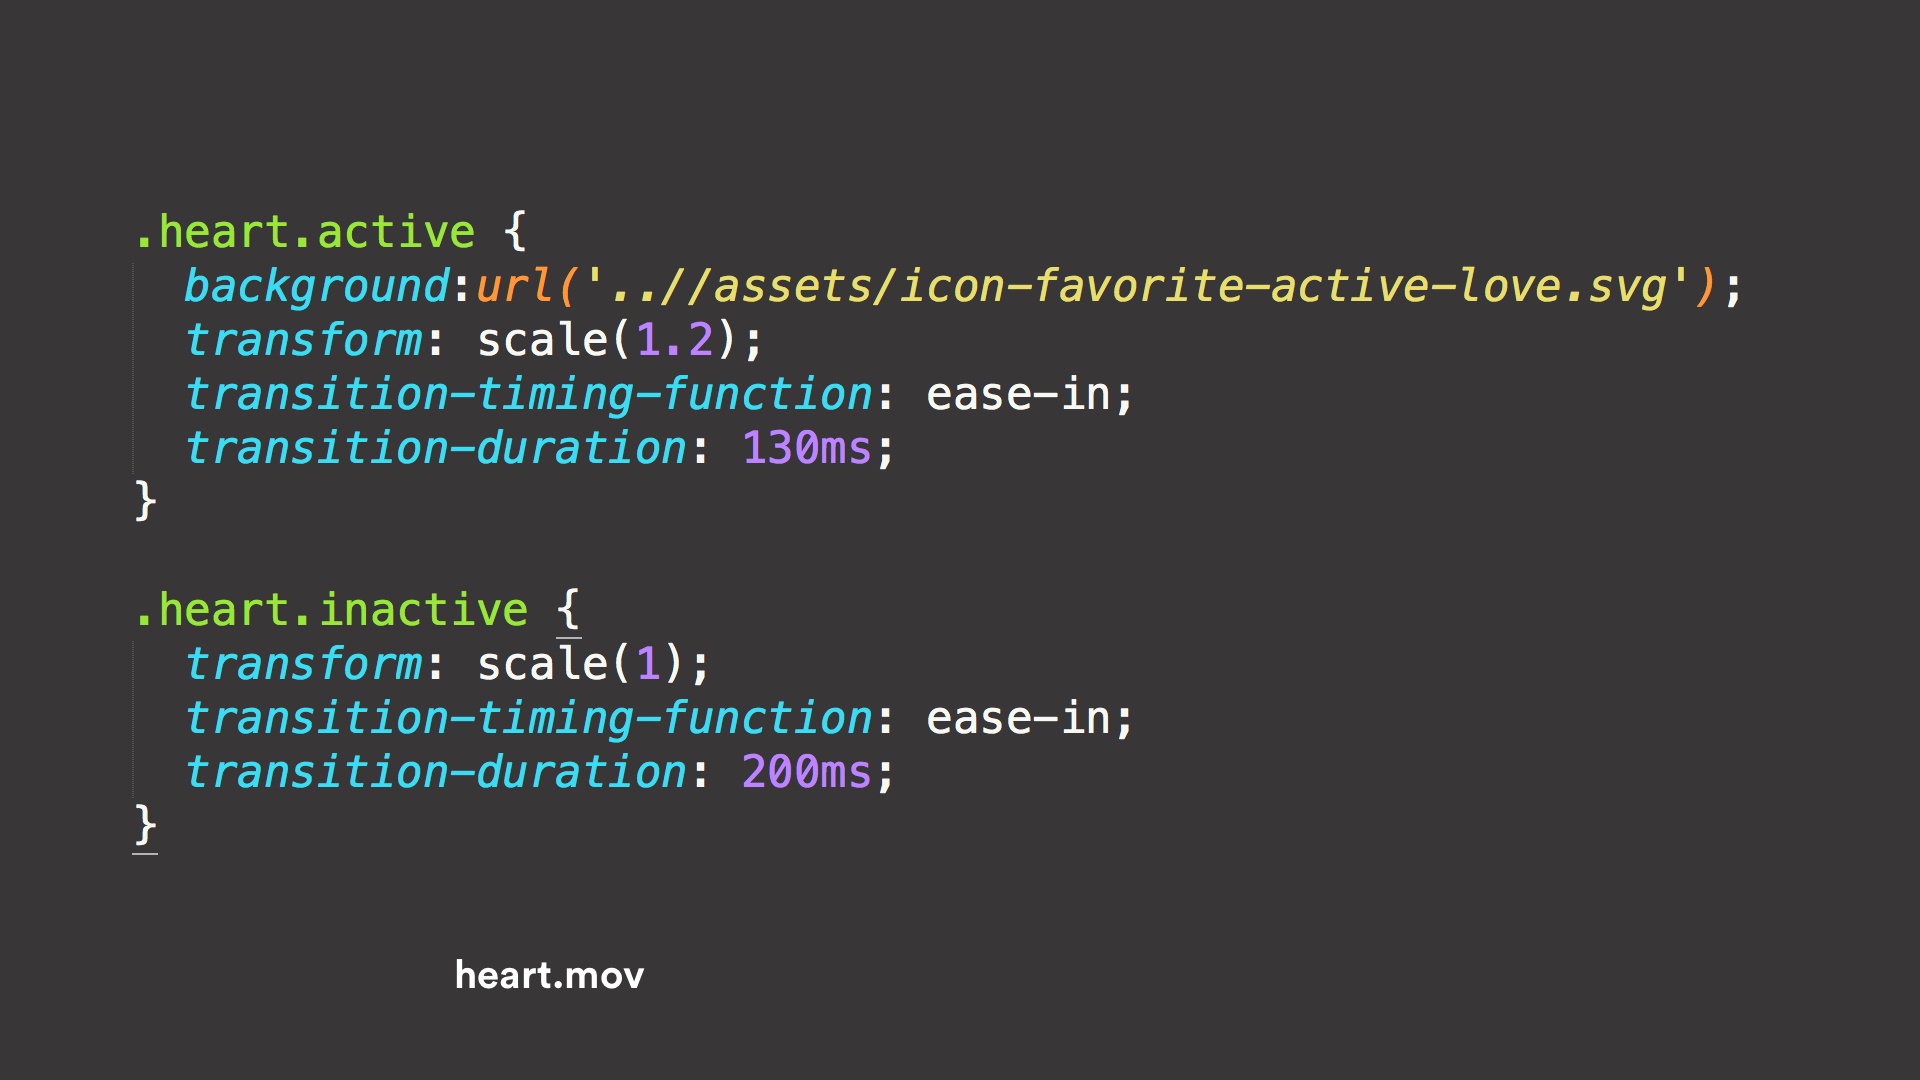 .heart.active {
  background:url('..//assets/icon-favorite-active-love.svg');
  transform: scale(1.2);
  transition-timing-function: ease-in;
  transition-duration: 130ms;
}
.heart.inactive {
  transform: scale(1);
  transition-timing-function: ease-in;
  transition-duration: 200ms;
}
heart.mov